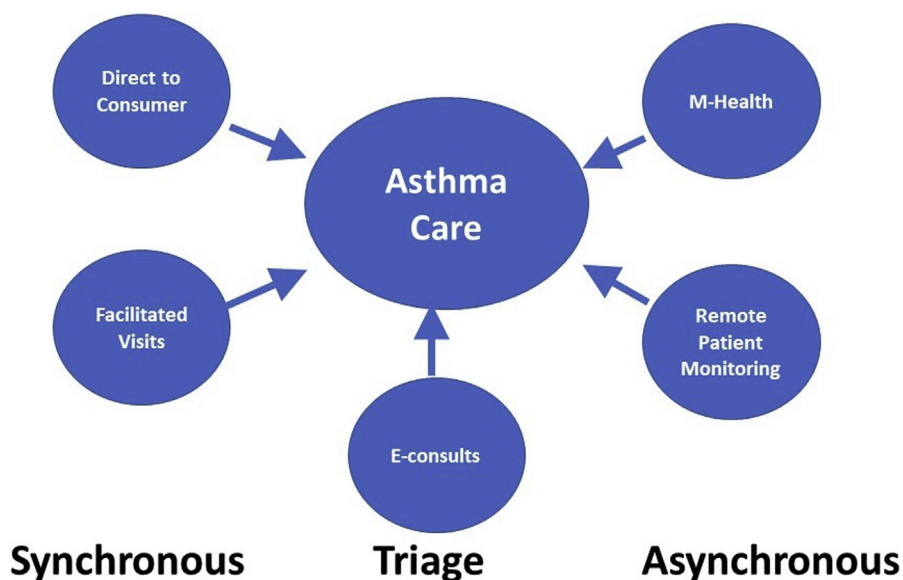 Direct to
Consumer
M-Health
Asthma
Care
Facilitated
Visits
Remote
Patient
Monitoring
E-consults
Synchronous
Triage
Asynchronous